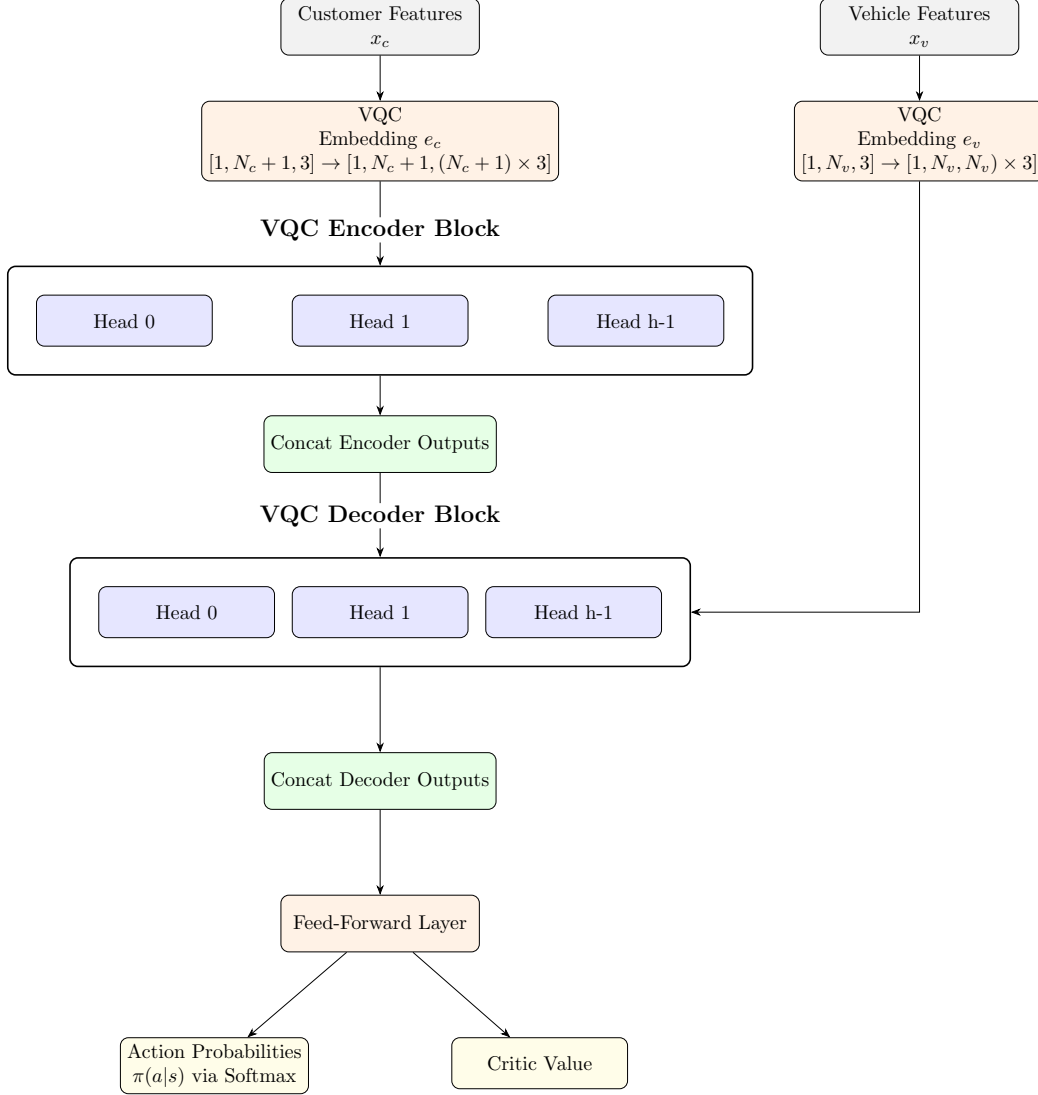 Customer Features
x_c
Vehicle Features
x_v
VQC
Embedding e_c
[1, N_c + 1, 3] → [1, N_c + 1, (N_c + 1) × 3]
VQC
Embedding e_v
[1, N_v, 3] → [1, N_v, N_v) × 3]
VQC Encoder Block
Head 0
Head 1
Head h-1
Concat Encoder Outputs
VQC Decoder Block
Head 0
Head 1
Head h-1
Concat Decoder Outputs
Feed-Forward Layer
Action Probabilities
π(a|s) via Softmax
Critic Value